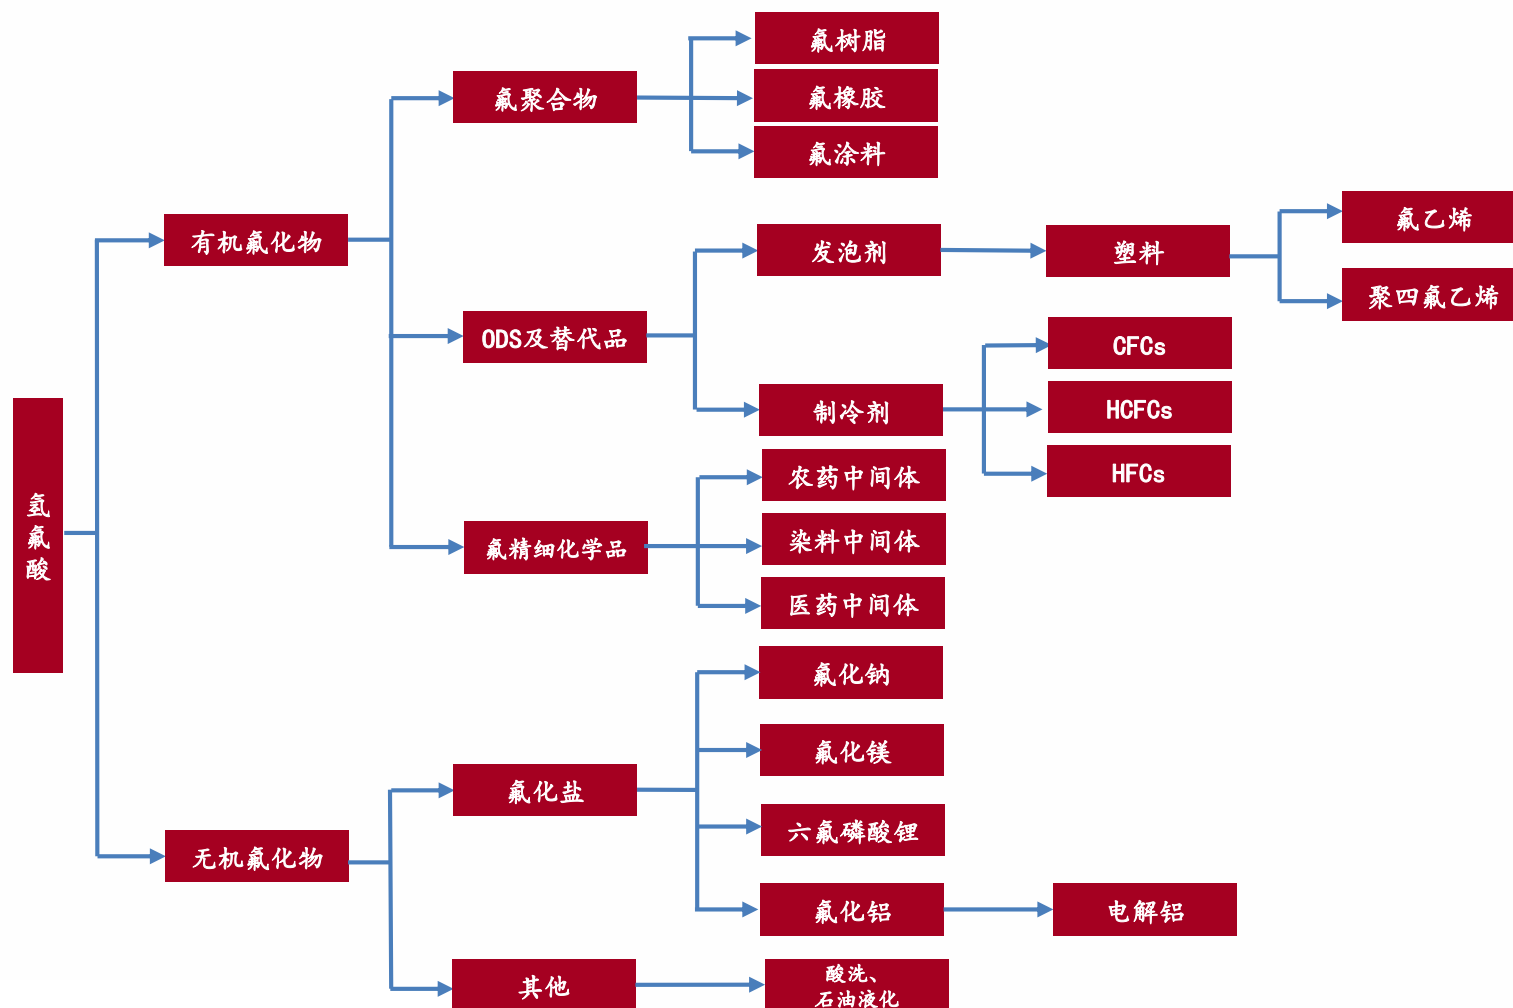 氢氟酸
有机氟化物
氟聚合物
氟树脂
氟橡胶
氟涂料
ODS及替代品
发泡剂
塑料
氟乙烯
聚四氟乙烯
制冷剂
CFCs
HCFCs
HFCs
氟精细化学品
农药中间体
染料中间体
医药中间体
无机氟化物
氟化盐
氟化钠
氟化镁
六氟磷酸锂
氟化铝
电解铝
其他
酸洗、
石油液化